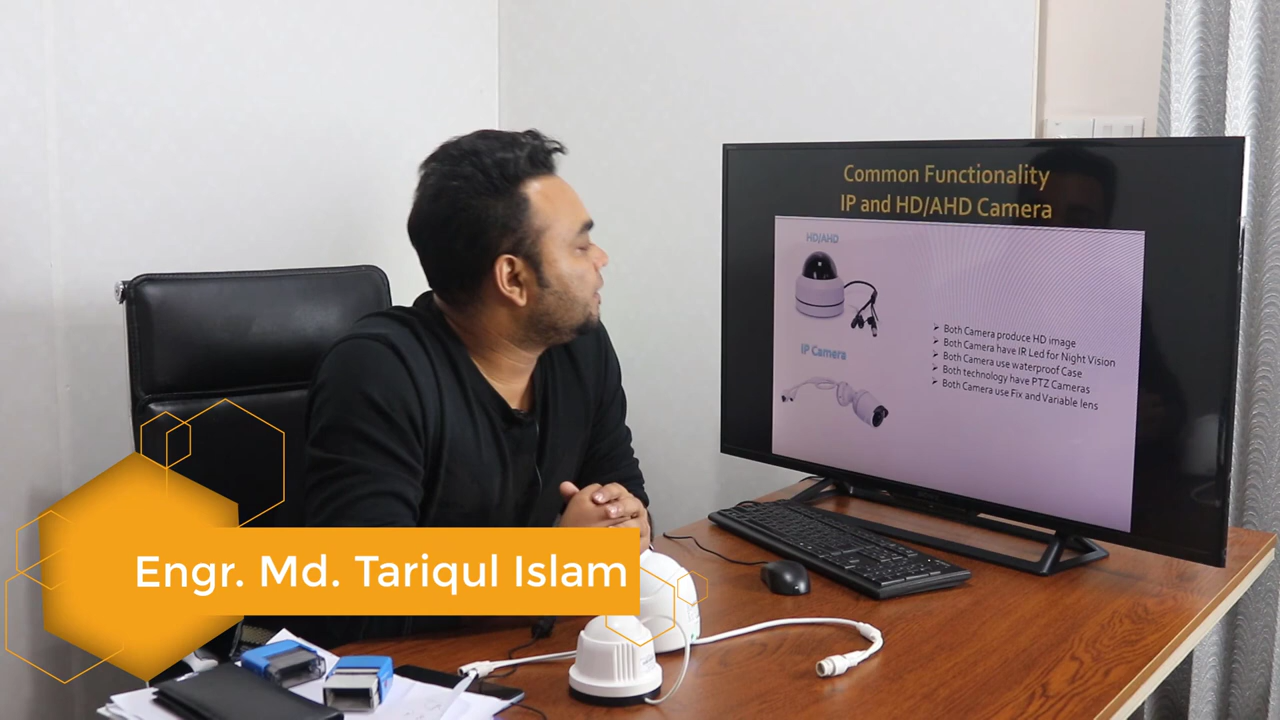 Common Functionality
IP and HD/AHD Camera
HD/AHD
IP Camera
➢ Both Camera produce HD image
➢ Both Camera have IR Led for Night Vision
➢ Both Camera use waterproof Case
➢ Both technology have PTZ Cameras
➢ Both Camera use Fix and Variable lens
Engr. Md. Tariqul Islam